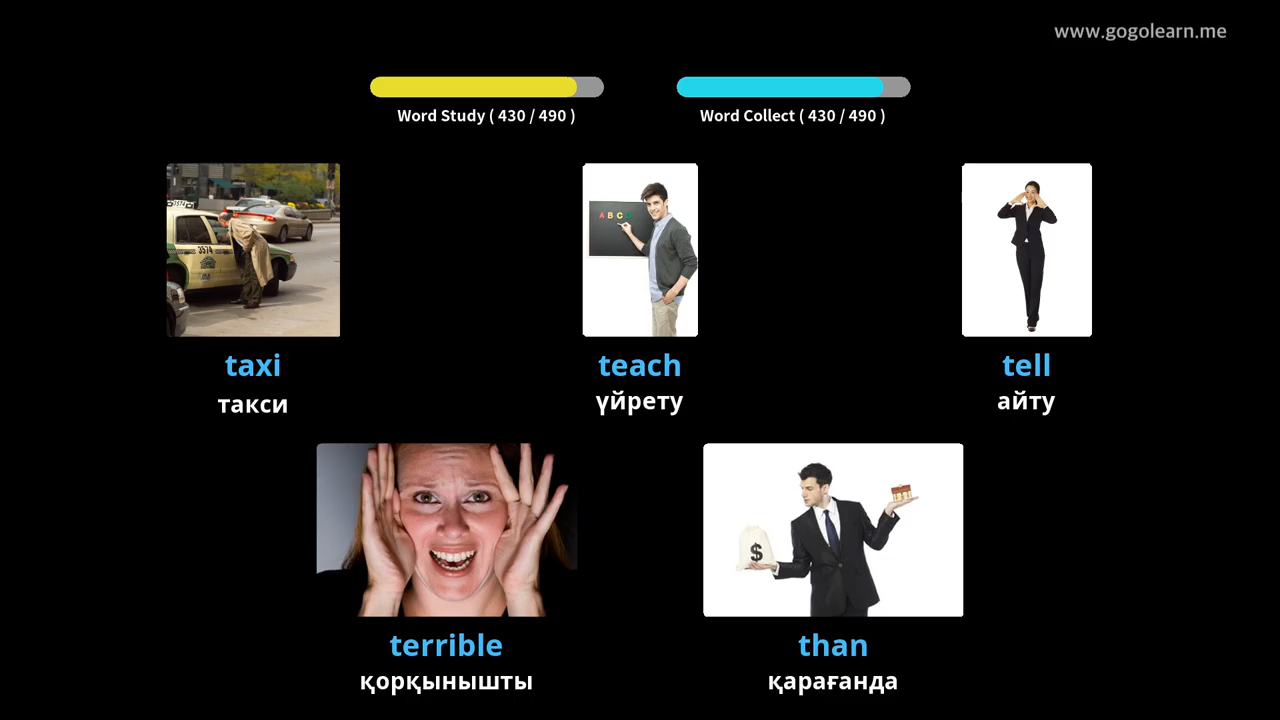 www.gogolearn.me
Word Study ( 430 / 490 )
Word Collect ( 430 / 490 )
3574
A B C D
taxi
teach
tell
такси
үйрету
айту
$
terrible
than
қорқынышты
қарағанда